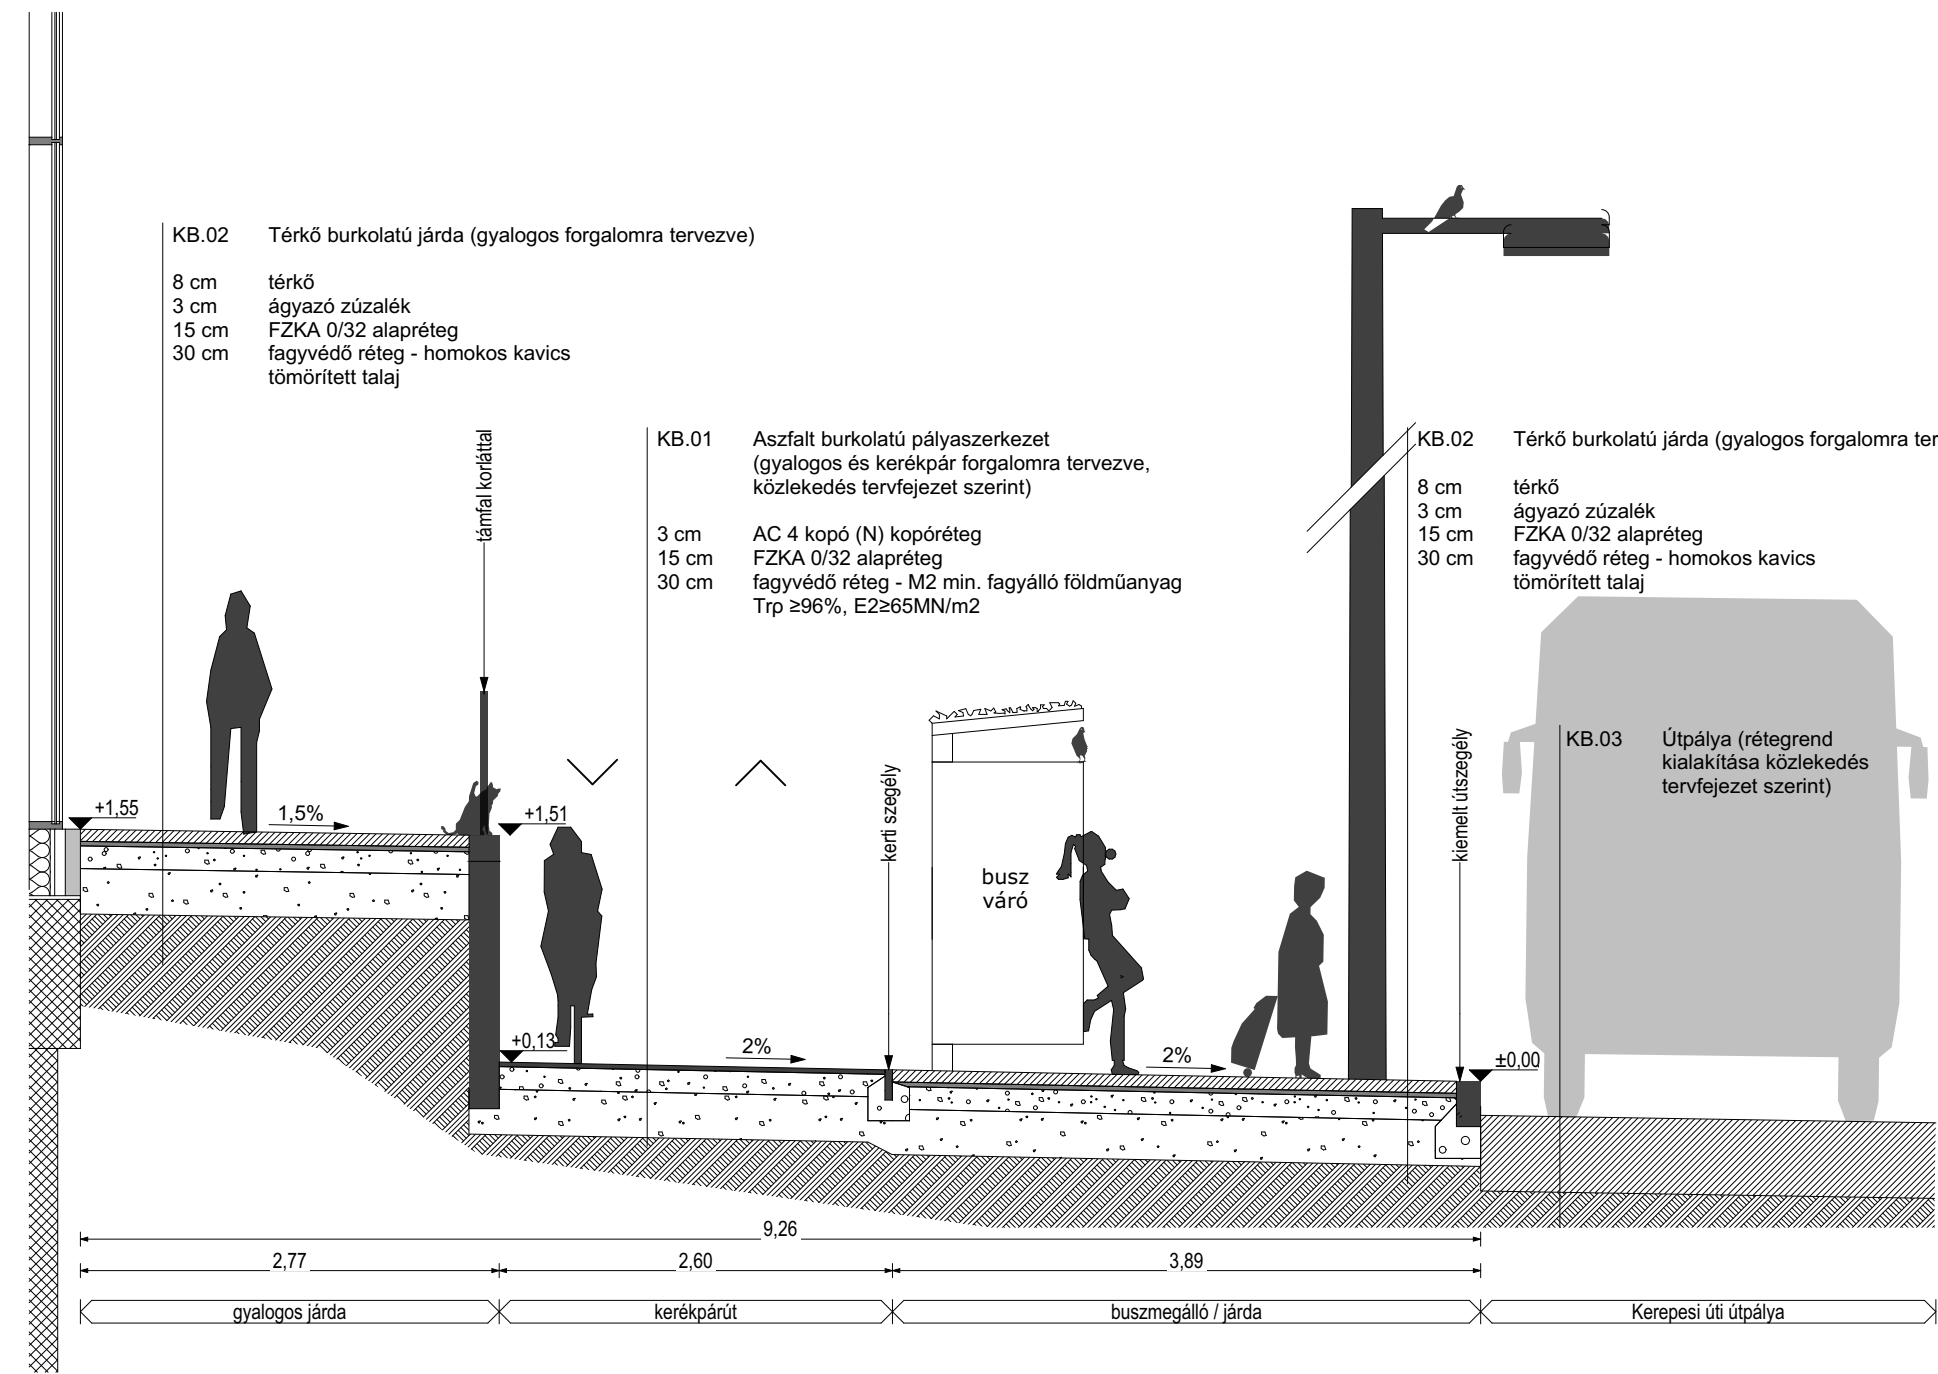 KB.02 Térkő burkolatú járda (gyalogos forgalomra tervezve)
8 cm térkő
3 cm ágyazó zúzalék
15 cm FZKA 0/32 alapréteg
30 cm fagyvédő réteg - homokos kavics
tömörített talaj
támfal korláttal
KB.01 Aszfalt burkolatú pályaszerkezet
(gyalogos és kerékpár forgalomra tervezve,
közlekedés tervfejezet szerint)
3 cm AC 4 kopó (N) kopóréteg
15 cm FZKA 0/32 alapréteg
30 cm fagyvédő réteg - M2 min. fagyálló földműanyag
Trρ ≥96%, E2≥65MN/m2
KB.02 Térkő burkolatú járda (gyalogos forgalomra ter
8 cm térkő
3 cm ágyazó zúzalék
15 cm FZKA 0/32 alapréteg
30 cm fagyvédő réteg - homokos kavics
tömörített talaj
KB.03 Útpálya (rétegrend
kialakítása közlekedés
tervfejezet szerint)
kerti szegély
kiemelt útszegély
+1,55
1,5%
+1,51
busz
váró
+0,13
2%
2%
±0,00
9,26
2,77
2,60
3,89
gyalogos járda
kerékpárút
buszmegálló / járda
Kerepesi úti útpálya